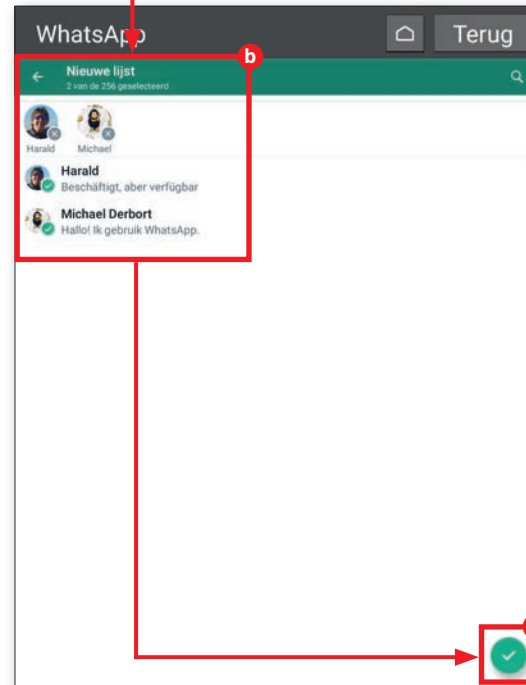 WhatsApp
Terug
b
Nieuwe lijst
2 van de 256 geselecteerd
Harald
Michael
Harald
Beschäftigt, aber verfügbar
Michael Derbort
Hallo! Ik gebruik WhatsApp.